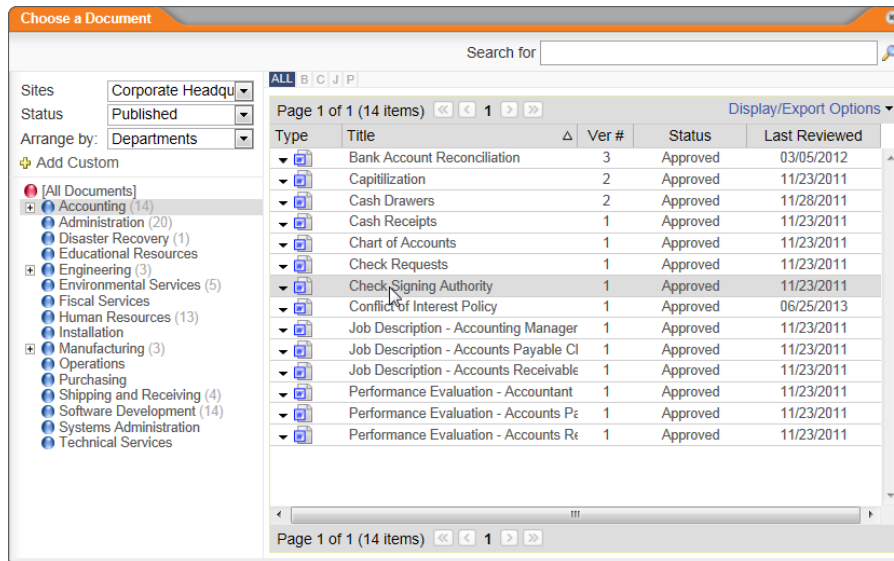 Choose a Document
Search for
Sites Corporate Headqu
Status Published
Arrange by: Departments
Add Custom
[All Documents]
Accounting (14)
Administration (20)
Disaster Recovery (1)
Educational Resources
Engineering (3)
Environmental Services (5)
Fiscal Services
Human Resources (13)
Installation
Manufacturing (3)
Operations
Purchasing
Shipping and Receiving (4)
Software Development (14)
Systems Administration
Technical Services
ALL B C J P
Page 1 of 1 (14 items) 1 Display/Export Options
Type Title Ver # Status Last Reviewed
Bank Account Reconciliation 3 Approved 03/05/2012
Capitilization 2 Approved 11/23/2011
Cash Drawers 2 Approved 11/28/2011
Cash Receipts 1 Approved 11/23/2011
Chart of Accounts 1 Approved 11/23/2011
Check Requests 1 Approved 11/23/2011
Check Signing Authority 1 Approved 11/23/2011
Conflict of Interest Policy 1 Approved 06/25/2013
Job Description - Accounting Manager 1 Approved 11/23/2011
Job Description - Accounts Payable Cl 1 Approved 11/23/2011
Job Description - Accounts Receivable 1 Approved 11/23/2011
Performance Evaluation - Accountant 1 Approved 11/23/2011
Performance Evaluation - Accounts Pa 1 Approved 11/23/2011
Performance Evaluation - Accounts Re 1 Approved 11/23/2011
Page 1 of 1 (14 items) 1